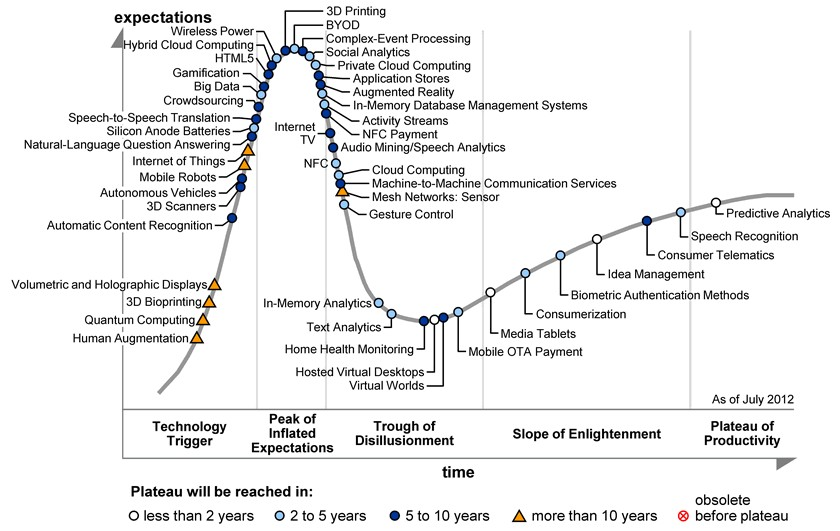 expectations
3D Printing
BYOD
Wireless Power
Complex-Event Processing
Hybrid Cloud Computing
Social Analytics
HTML5
Private Cloud Computing
Gamification
Application Stores
Big Data
Augmented Reality
Crowdsourcing
In-Memory Database Management Systems
Speech-to-Speech Translation
Activity Streams
Silicon Anode Batteries
Internet
TV
NFC Payment
Natural-Language Question Answering
Audio Mining/Speech Analytics
Internet of Things
NFC
Mobile Robots
Cloud Computing
Autonomous Vehicles
Machine-to-Machine Communication Services
3D Scanners
Mesh Networks: Sensor
Automatic Content Recognition
Gesture Control
Predictive Analytics
Speech Recognition
Consumer Telematics
Idea Management
Volumetric and Holographic Displays
Biometric Authentication Methods
3D Bioprinting
In-Memory Analytics
Consumerization
Quantum Computing
Text Analytics
Media Tablets
Human Augmentation
Home Health Monitoring
Mobile OTA Payment
Hosted Virtual Desktops
Virtual Worlds
As of July 2012
Technology
Trigger
Peak of
Inflated
Expectations
Trough of
Disillusionment
Slope of Enlightenment
Plateau of
Productivity
time
Plateau will be reached in:
less than 2 years
2 to 5 years
5 to 10 years
more than 10 years
obsolete
before plateau